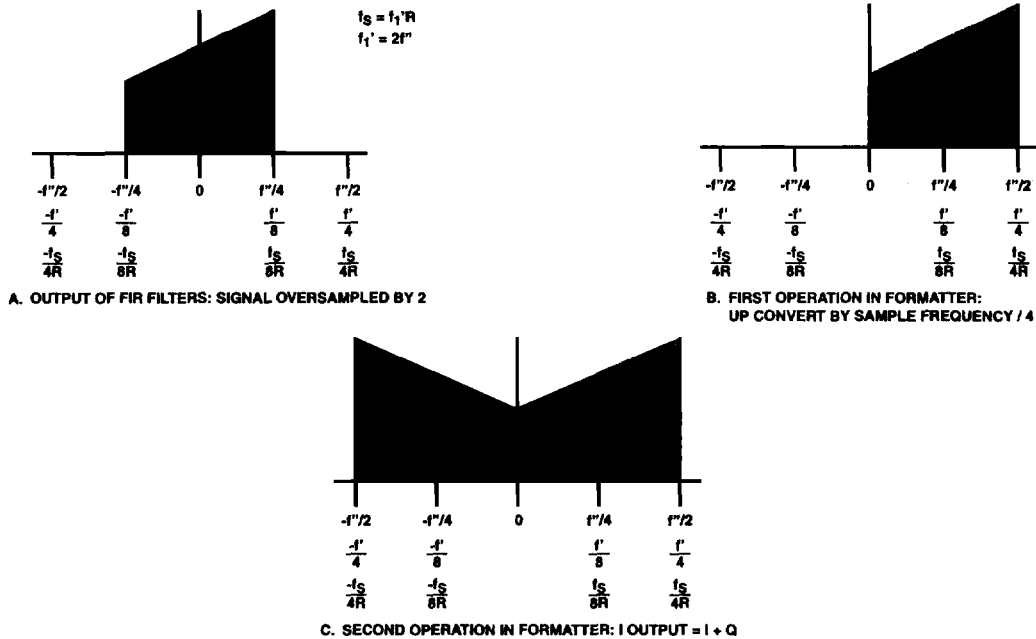 fS = f1'R
f1' = 2f"
-f"/2 -f"/4 0 f"/4 f"/2
-f'/4 -f'/8 f'/8 f'/4
-fS/4R -fS/8R fS/8R fS/4R
A. OUTPUT OF FIR FILTERS: SIGNAL OVERSAMPLED BY 2
-f"/2 -f"/4 0 f"/4 f"/2
-f'/4 -f'/8 f'/8 f'/4
-fS/4R -fS/8R fS/8R fS/4R
B. FIRST OPERATION IN FORMATTER:
UP CONVERT BY SAMPLE FREQUENCY / 4
-f"/2 -f"/4 0 f"/4 f"/2
-f'/4 -f'/8 f'/8 f'/4
-fS/4R -fS/8R fS/8R fS/4R
C. SECOND OPERATION IN FORMATTER: I OUTPUT = I + Q